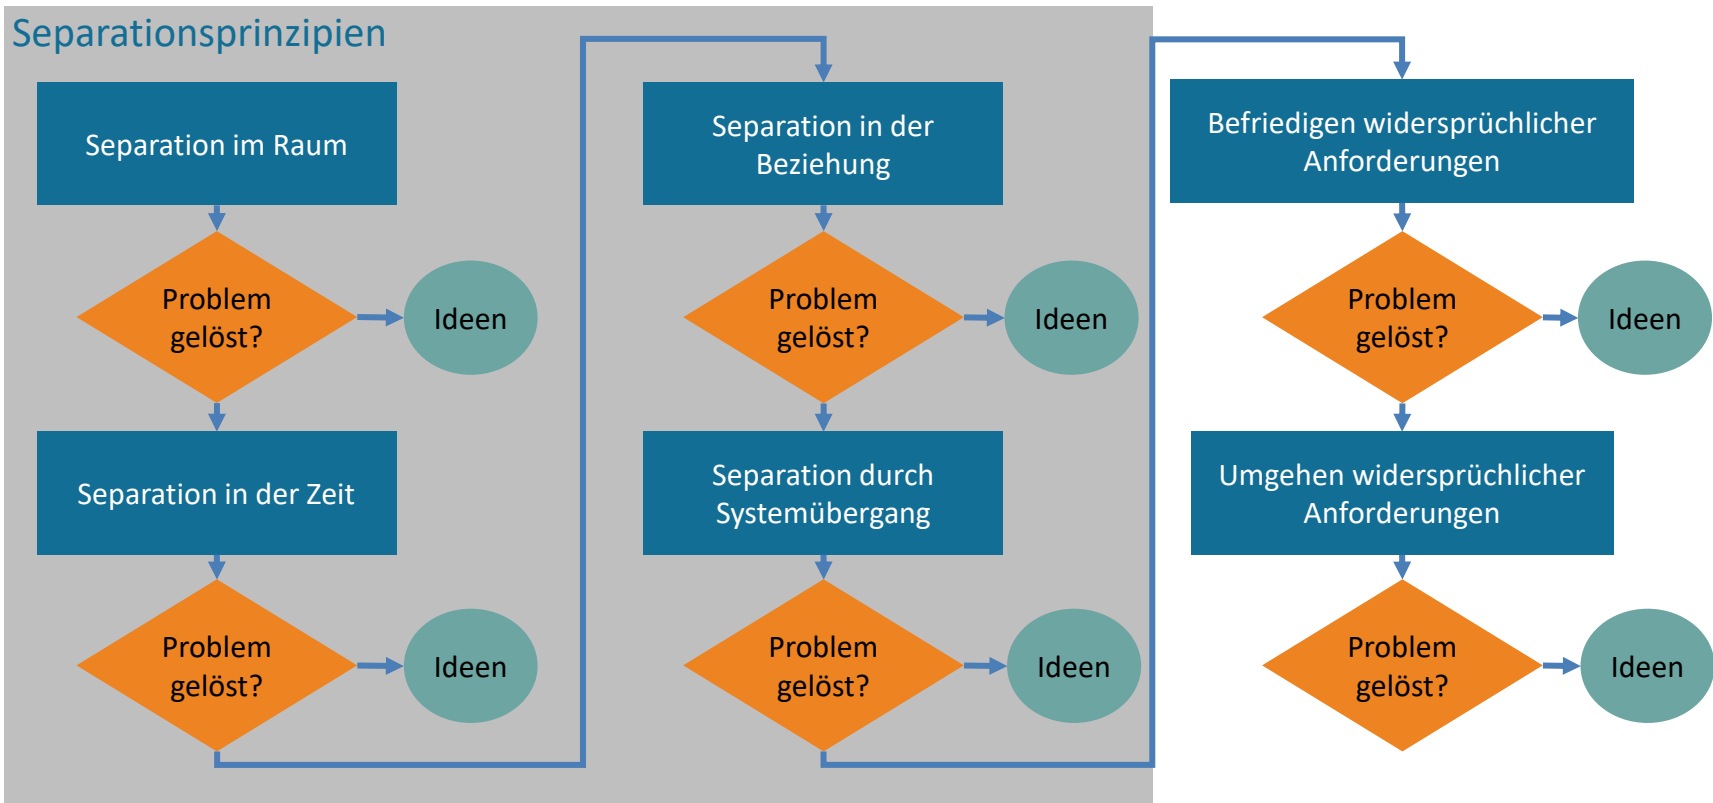 Separationsprinzipien
Separation im Raum
Problem
gelöst?
Ideen
Separation in der Zeit
Problem
gelöst?
Ideen
Separation in der
Beziehung
Problem
gelöst?
Ideen
Separation durch
Systemübergang
Problem
gelöst?
Ideen
Befriedigen widersprüchlicher
Anforderungen
Problem
gelöst?
Ideen
Umgehen widersprüchlicher
Anforderungen
Problem
gelöst?
Ideen